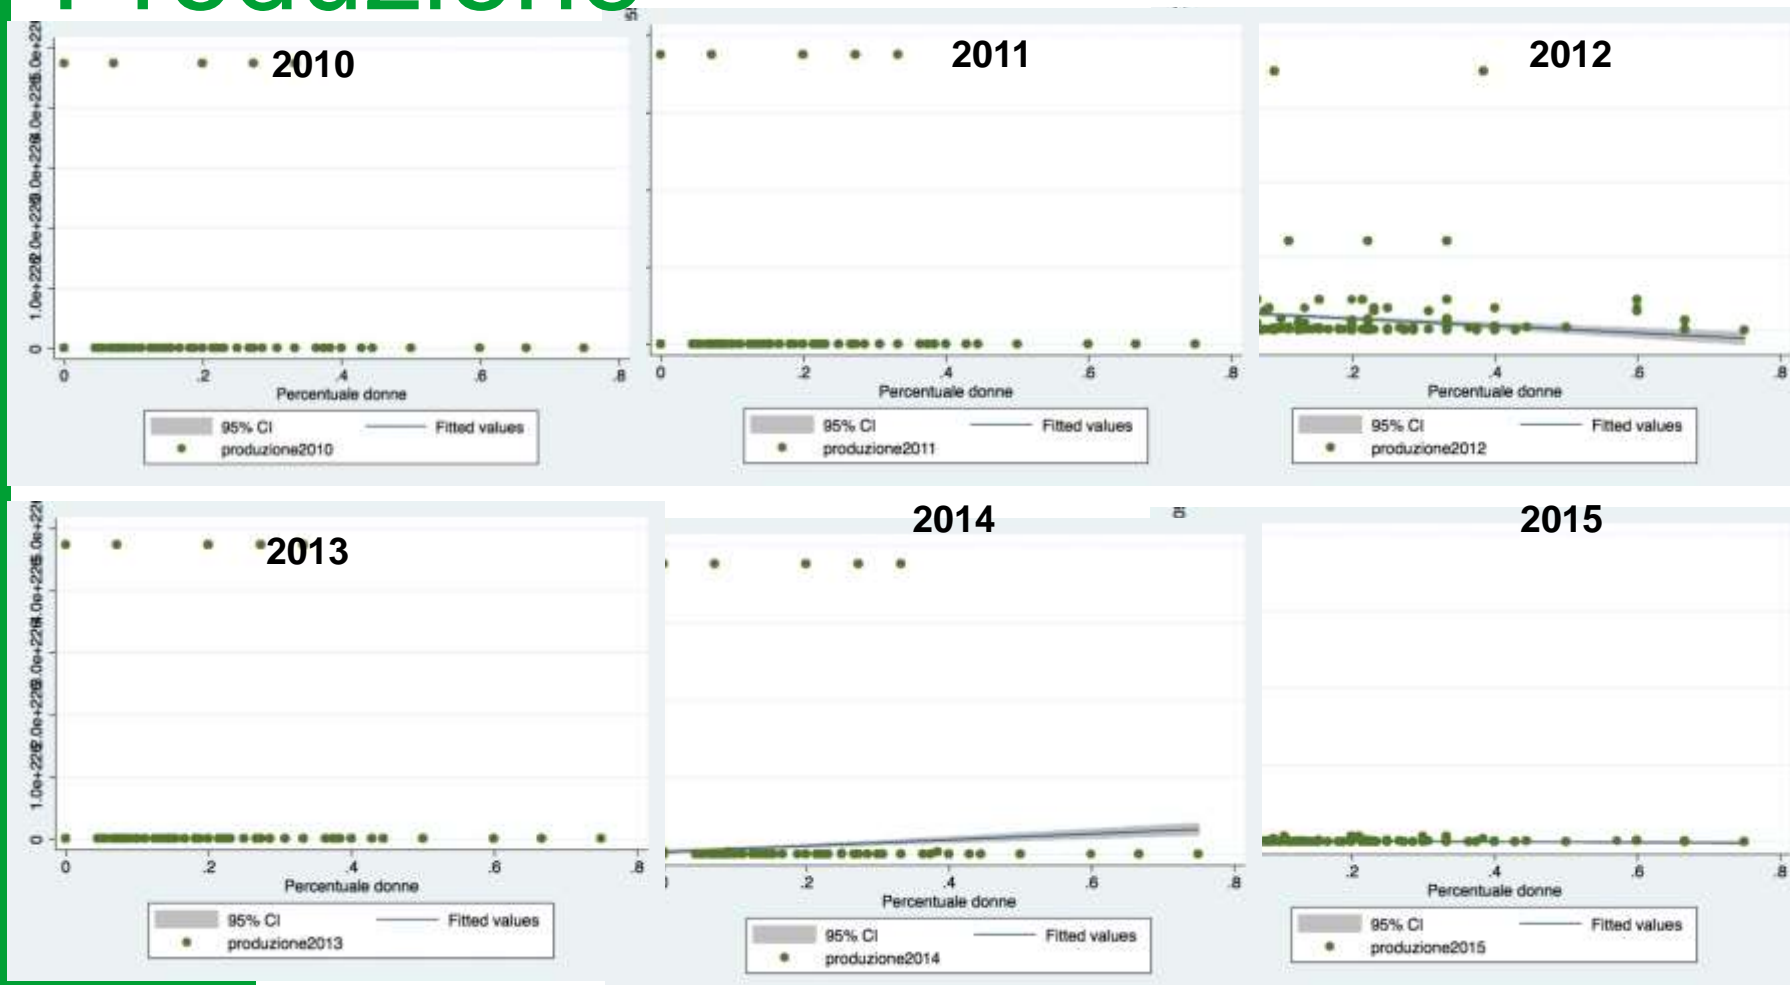 Produzione
2010
0
.2
.4
.6
.8
Percentuale donne
95% CI
Fitted values
produzione2010
2011
0
.2
.4
.6
.8
Percentuale donne
95% CI
Fitted values
produzione2011
2012
.2
.4
.6
.8
Percentuale donne
95% CI
Fitted values
produzione2012
2013
0
.2
.4
.6
.8
Percentuale donne
95% CI
Fitted values
produzione2013
2014
.2
.4
.6
.8
Percentuale donne
95% CI
Fitted values
produzione2014
2015
.2
.4
.6
.8
Percentuale donne
95% CI
Fitted values
produzione2015